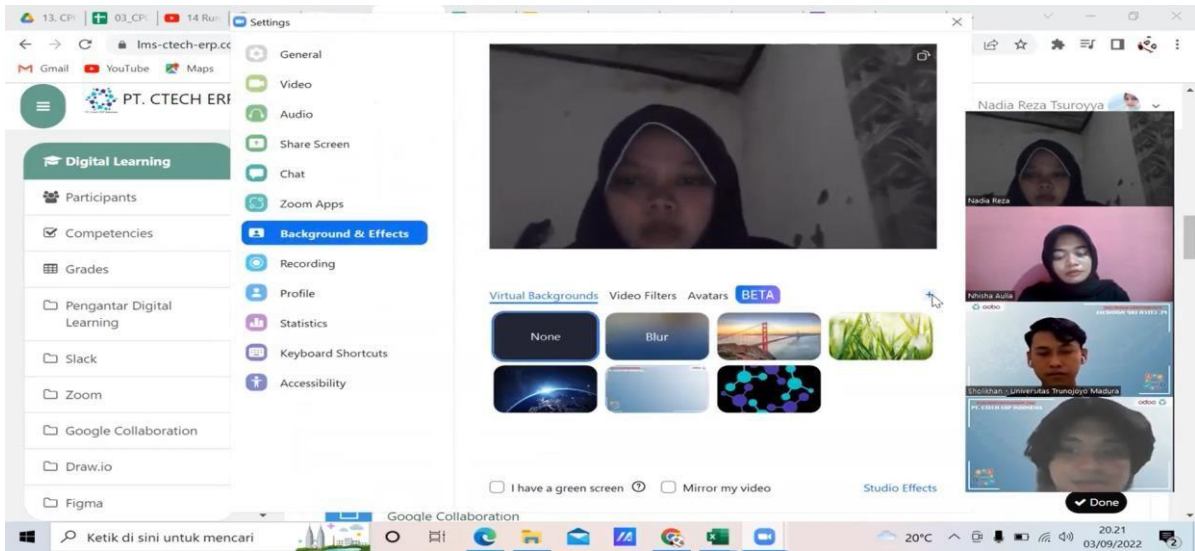 13. CP
03_CP
14 Ru
Settings
lms-ctech-erp.co
Gmail
YouTube
Maps
PT. CTECH ERP
Nadia Reza Tsuroyya
Digital Learning
Participants
Competencies
Grades
Pengantar Digital
Learning
Slack
Zoom
Google Collaboration
Draw.io
Figma
General
Video
Audio
Share Screen
Chat
Zoom Apps
Background & Effects
Recording
Profile
Statistics
Keyboard Shortcuts
Accessibility
Virtual Backgrounds Video Filters Avatars BETA
None
Blur
I have a green screen
Mirror my video
Studio Effects
Nadia Reza
Nhisha Aulia
odoo
Sholikhan - Universitas Trunojoyo Madura
odoo
PT. CTECH ERP INDONESIA
Done
Google Collaboration
Ketik di sini untuk mencari
20°C
20.21
03/09/2022
2